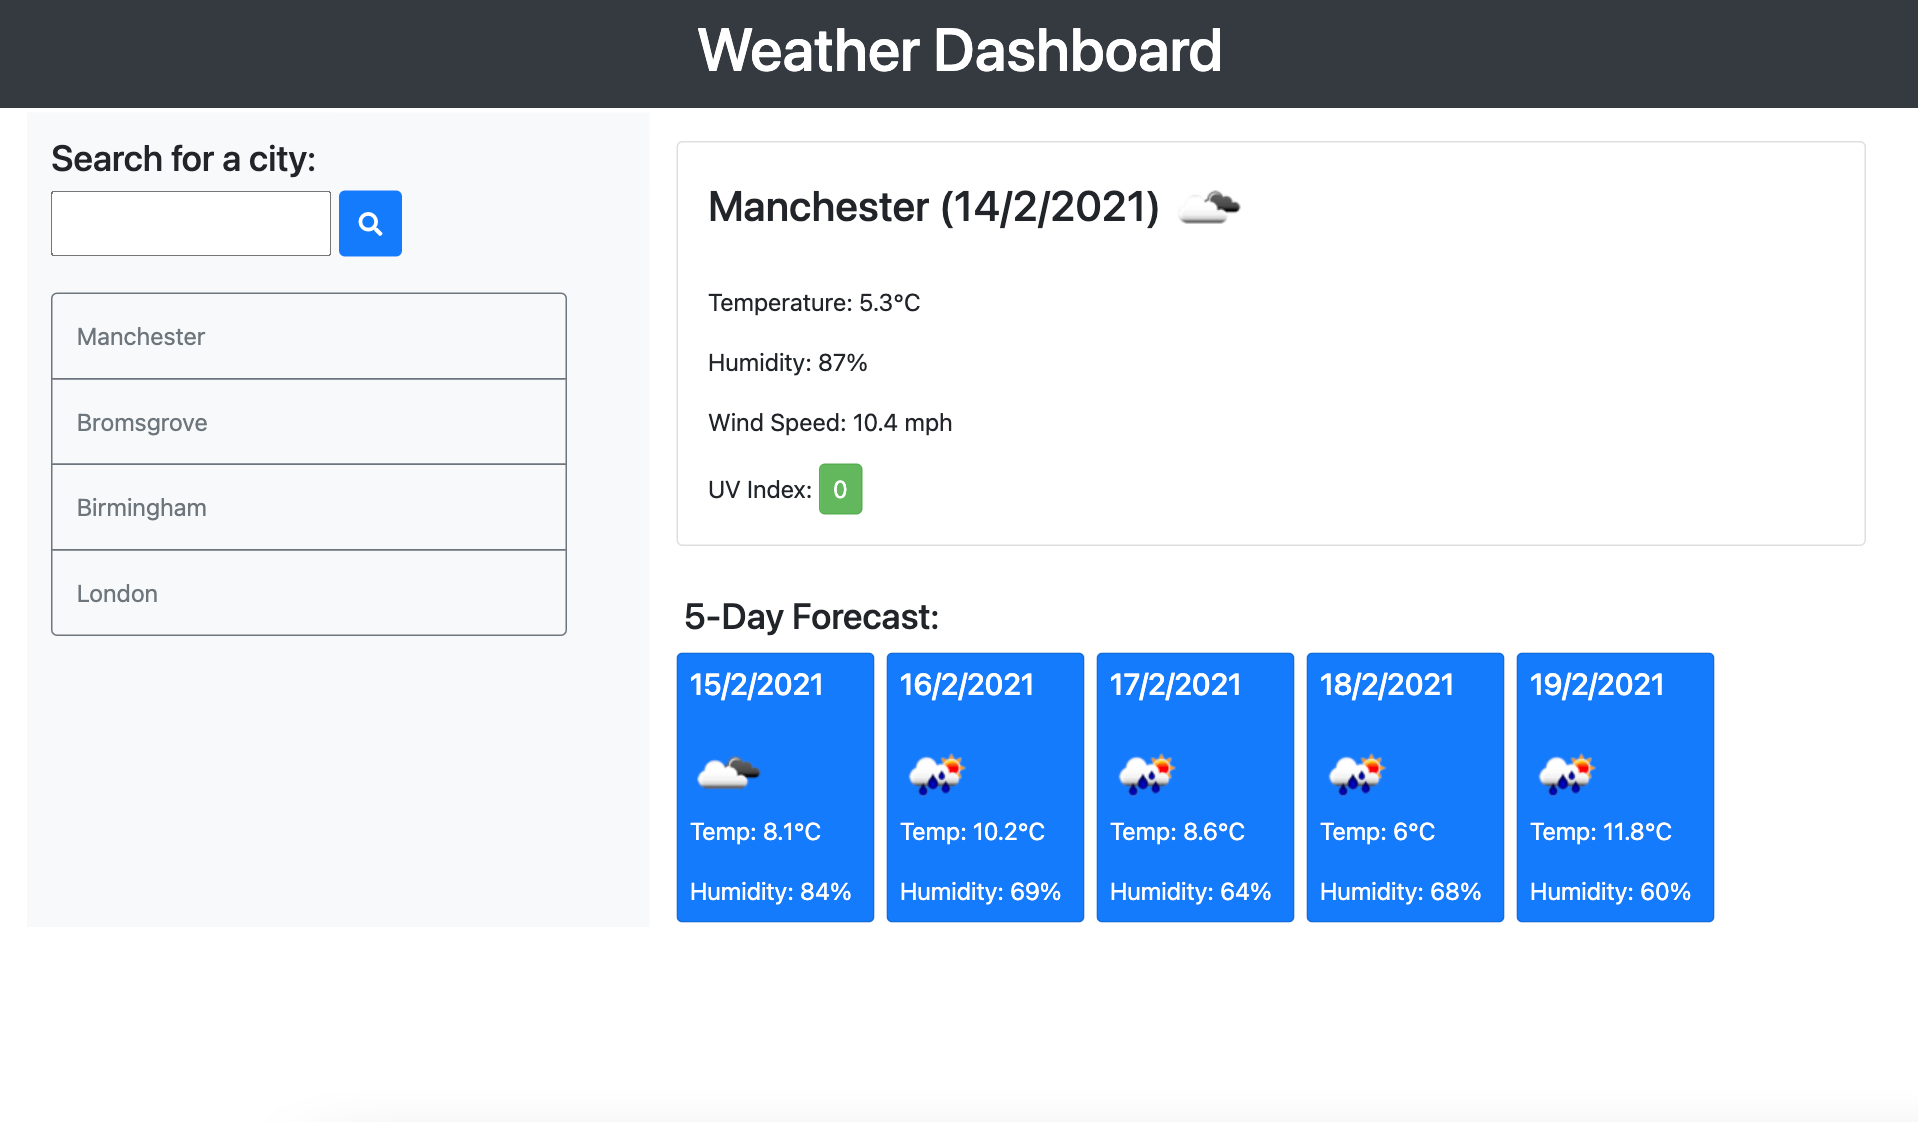 Weather Dashboard
Search for a city:
Manchester
Bromsgrove
Birmingham
London
Manchester (14/2/2021)
Temperature: 5.3°C
Humidity: 87%
Wind Speed: 10.4 mph
UV Index: 0
5-Day Forecast:
15/2/2021
Temp: 8.1°C
Humidity: 84%
16/2/2021
Temp: 10.2°C
Humidity: 69%
17/2/2021
Temp: 8.6°C
Humidity: 64%
18/2/2021
Temp: 6°C
Humidity: 68%
19/2/2021
Temp: 11.8°C
Humidity: 60%